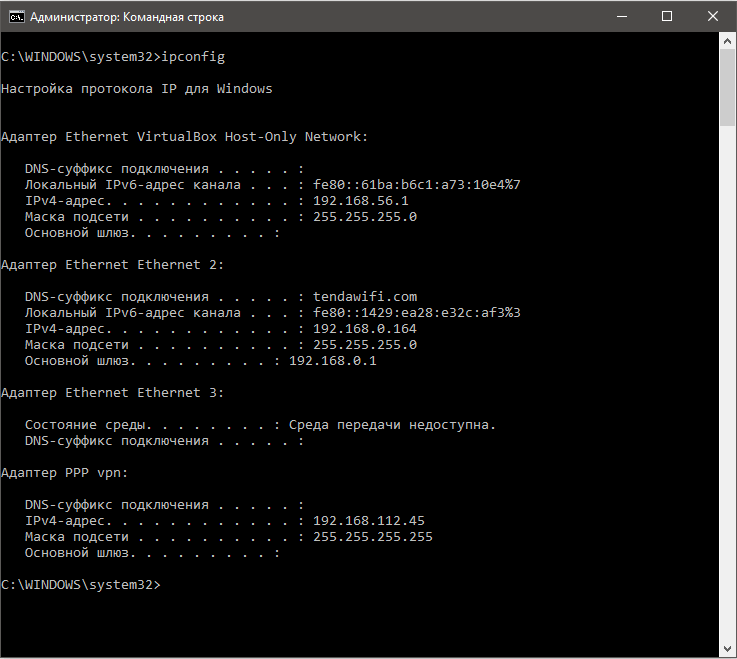 Администратор: Командная строка
C:\WINDOWS\system32>ipconfig
Настройка протокола IP для Windows
Адаптер Ethernet VirtualBox Host-Only Network:
DNS-суффикс подключения . . . . . :
Локальный IPv6-адрес канала . . . : fe80::61ba:b6c1:a73:10e4%7
IPv4-адрес. . . . . . . . . . . . : 192.168.56.1
Маска подсети . . . . . . . . . . : 255.255.255.0
Основной шлюз. . . . . . . . . :
Адаптер Ethernet Ethernet 2:
DNS-суффикс подключения . . . . . : tendawifi.com
Локальный IPv6-адрес канала . . . : fe80::1429:ea28:e32c:af3%3
IPv4-адрес. . . . . . . . . . . . : 192.168.0.164
Маска подсети . . . . . . . . . . : 255.255.255.0
Основной шлюз. . . . . . . . . : 192.168.0.1
Адаптер Ethernet Ethernet 3:
Состояние среды. . . . . . . . : Среда передачи недоступна.
DNS-суффикс подключения . . . . . :
Адаптер PPP vpn:
DNS-суффикс подключения . . . . . :
IPv4-адрес. . . . . . . . . . . . : 192.168.112.45
Маска подсети . . . . . . . . . . : 255.255.255.255
Основной шлюз. . . . . . . . . :
C:\WINDOWS\system32>